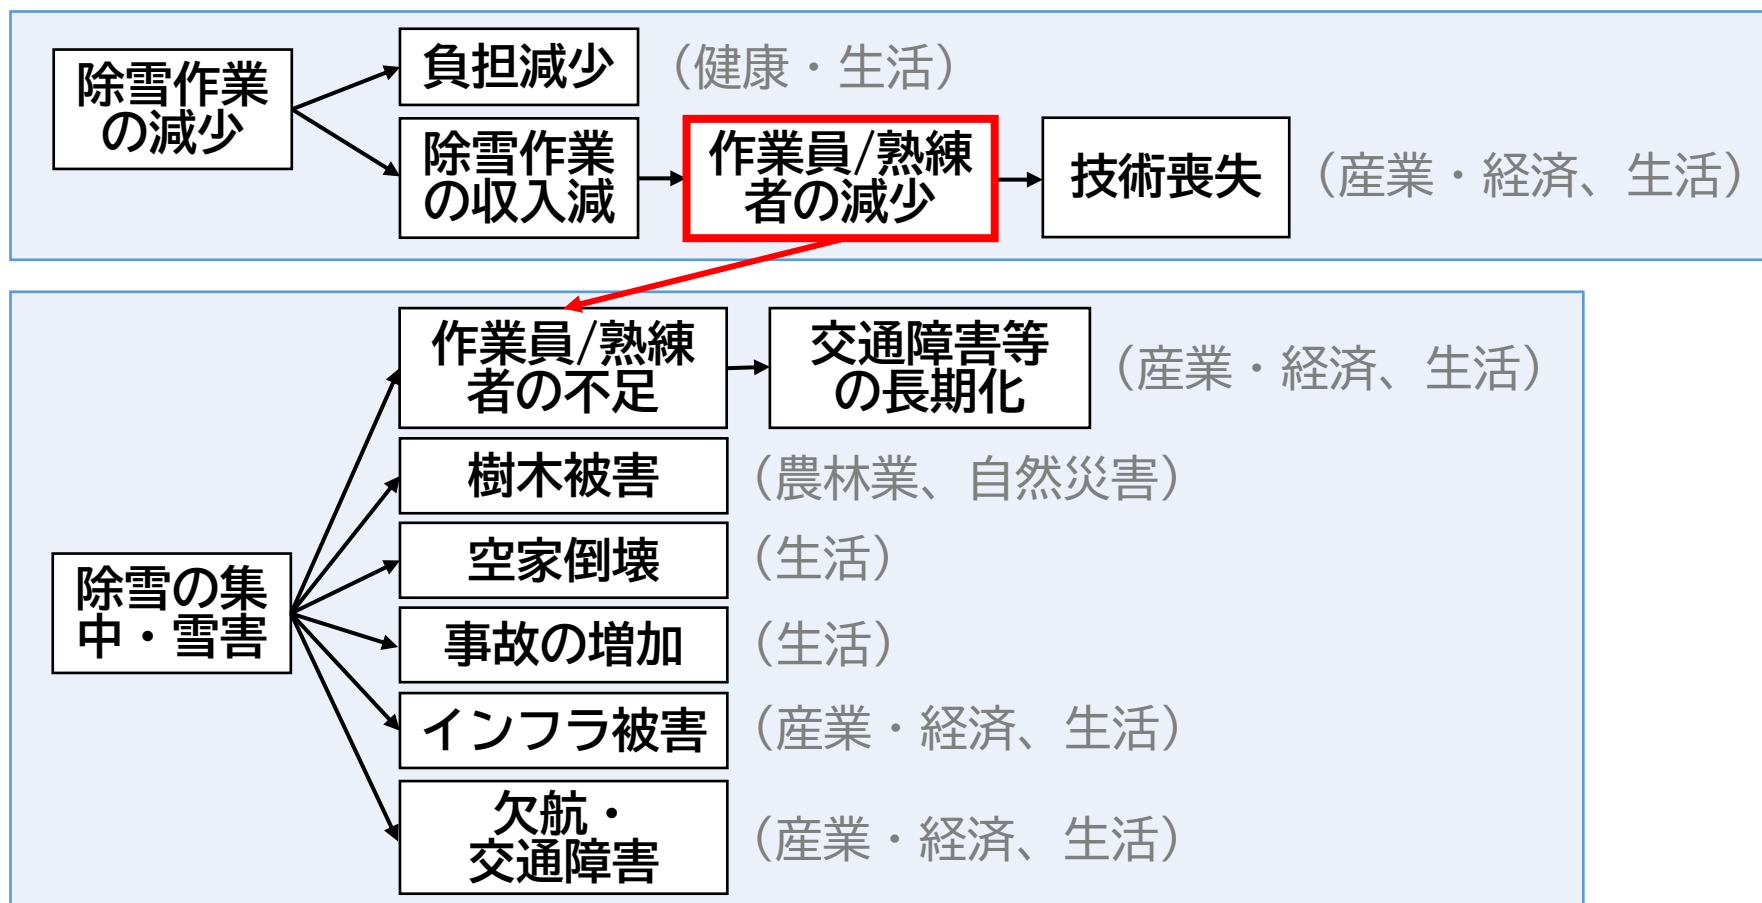 除雪作業
の減少
負担減少
（健康・生活）
除雪作業
の収入減
作業員/熟練
者の減少
技術喪失
（産業・経済、生活）
除雪の集
中・雪害
作業員/熟練
者の不足
交通障害等
の長期化
（産業・経済、生活）
樹木被害
（農林業、自然災害）
空家倒壊
（生活）
事故の増加
（生活）
インフラ被害
（産業・経済、生活）
欠航・
交通障害
（産業・経済、生活）